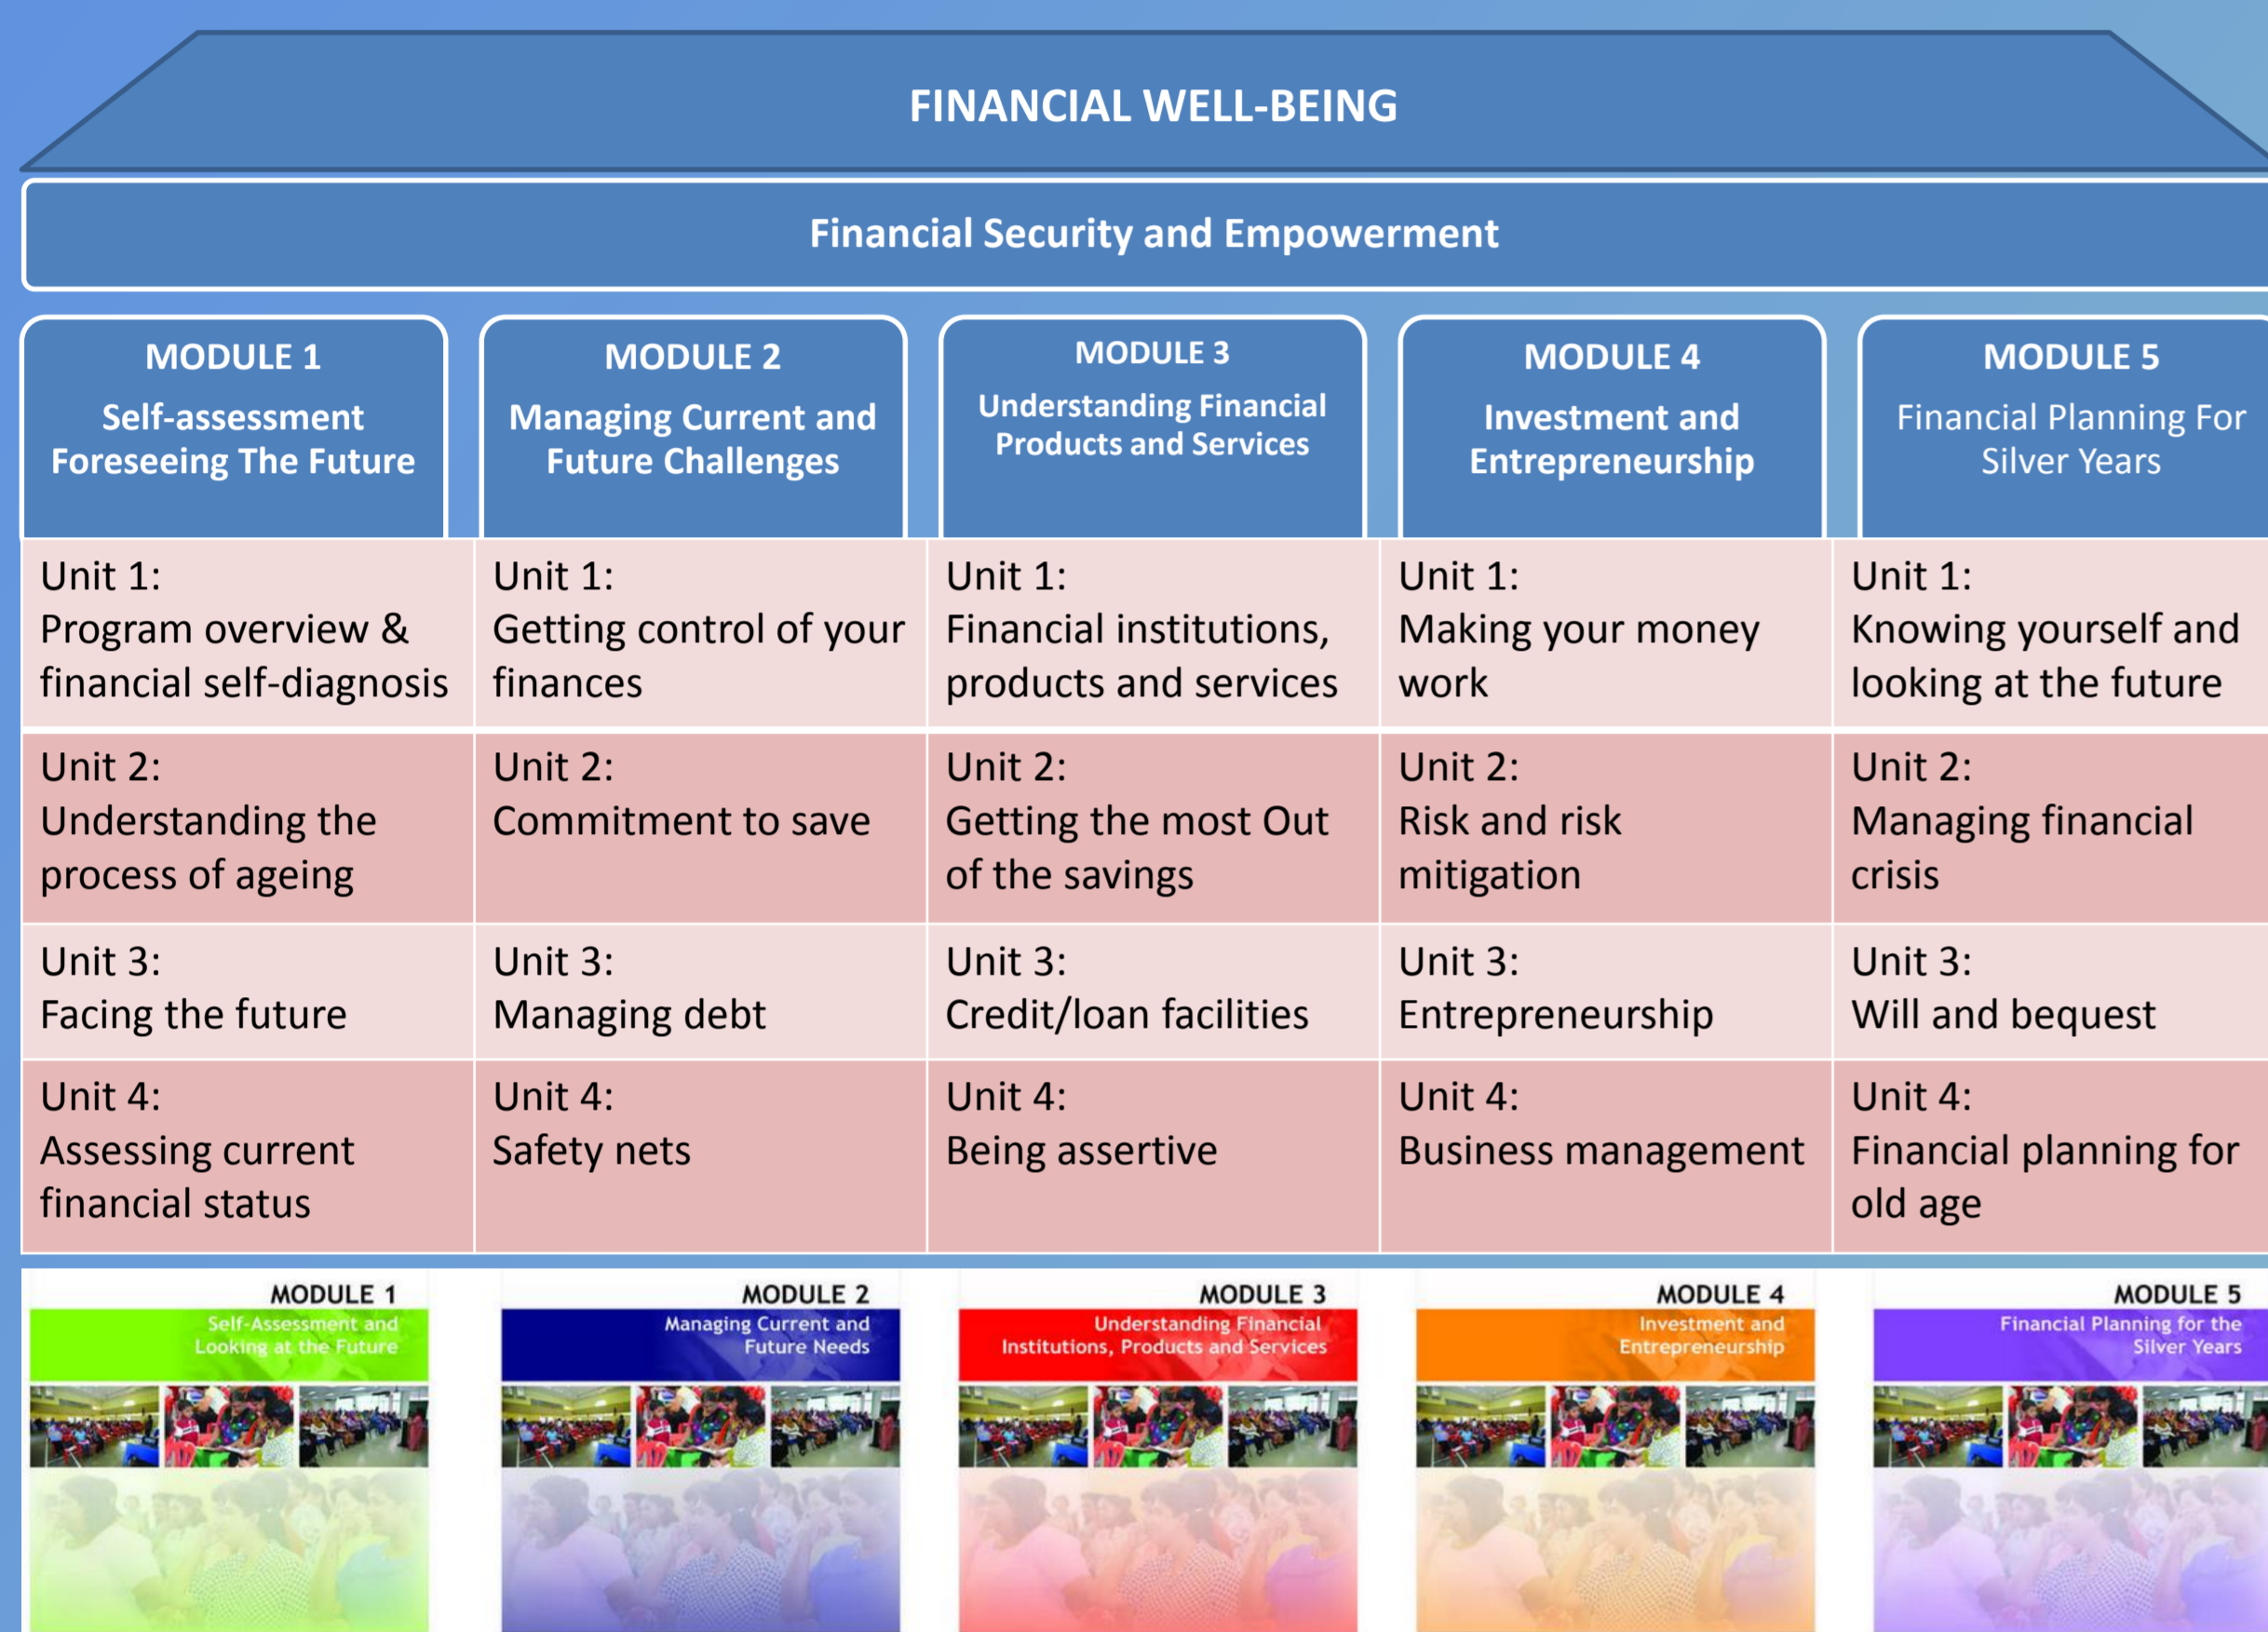 FINANCIAL WELL-BEING
Financial Security and Empowerment
MODULE 1
Self-assessment
Foreseeing The Future
MODULE 2
Managing Current and
Future Challenges
MODULE 3
Understanding Financial
Products and Services
MODULE 4
Investment and
Entrepreneurship
MODULE 5
Financial Planning For
Silver Years
Unit 1:
Program overview &
financial self-diagnosis
Unit 1:
Getting control of your
finances
Unit 1:
Financial institutions,
products and services
Unit 1:
Making your money
work
Unit 1:
Knowing yourself and
looking at the future
Unit 2:
Understanding the
process of ageing
Unit 2:
Commitment to save
Unit 2:
Getting the most Out
of the savings
Unit 2:
Risk and risk
mitigation
Unit 2:
Managing financial
crisis
Unit 3:
Facing the future
Unit 3:
Managing debt
Unit 3:
Credit/loan facilities
Unit 3:
Entrepreneurship
Unit 3:
Will and bequest
Unit 4:
Assessing current
financial status
Unit 4:
Safety nets
Unit 4:
Being assertive
Unit 4:
Business management
Unit 4:
Financial planning for
old age
MODULE 1
Self-Assessment and
Looking at the Future
MODULE 2
Managing Current and
Future Needs
MODULE 3
Understanding Financial
Institutions, Products and Services
MODULE 4
Investment and
Entrepreneurship
MODULE 5
Financial Planning for the
Silver Years